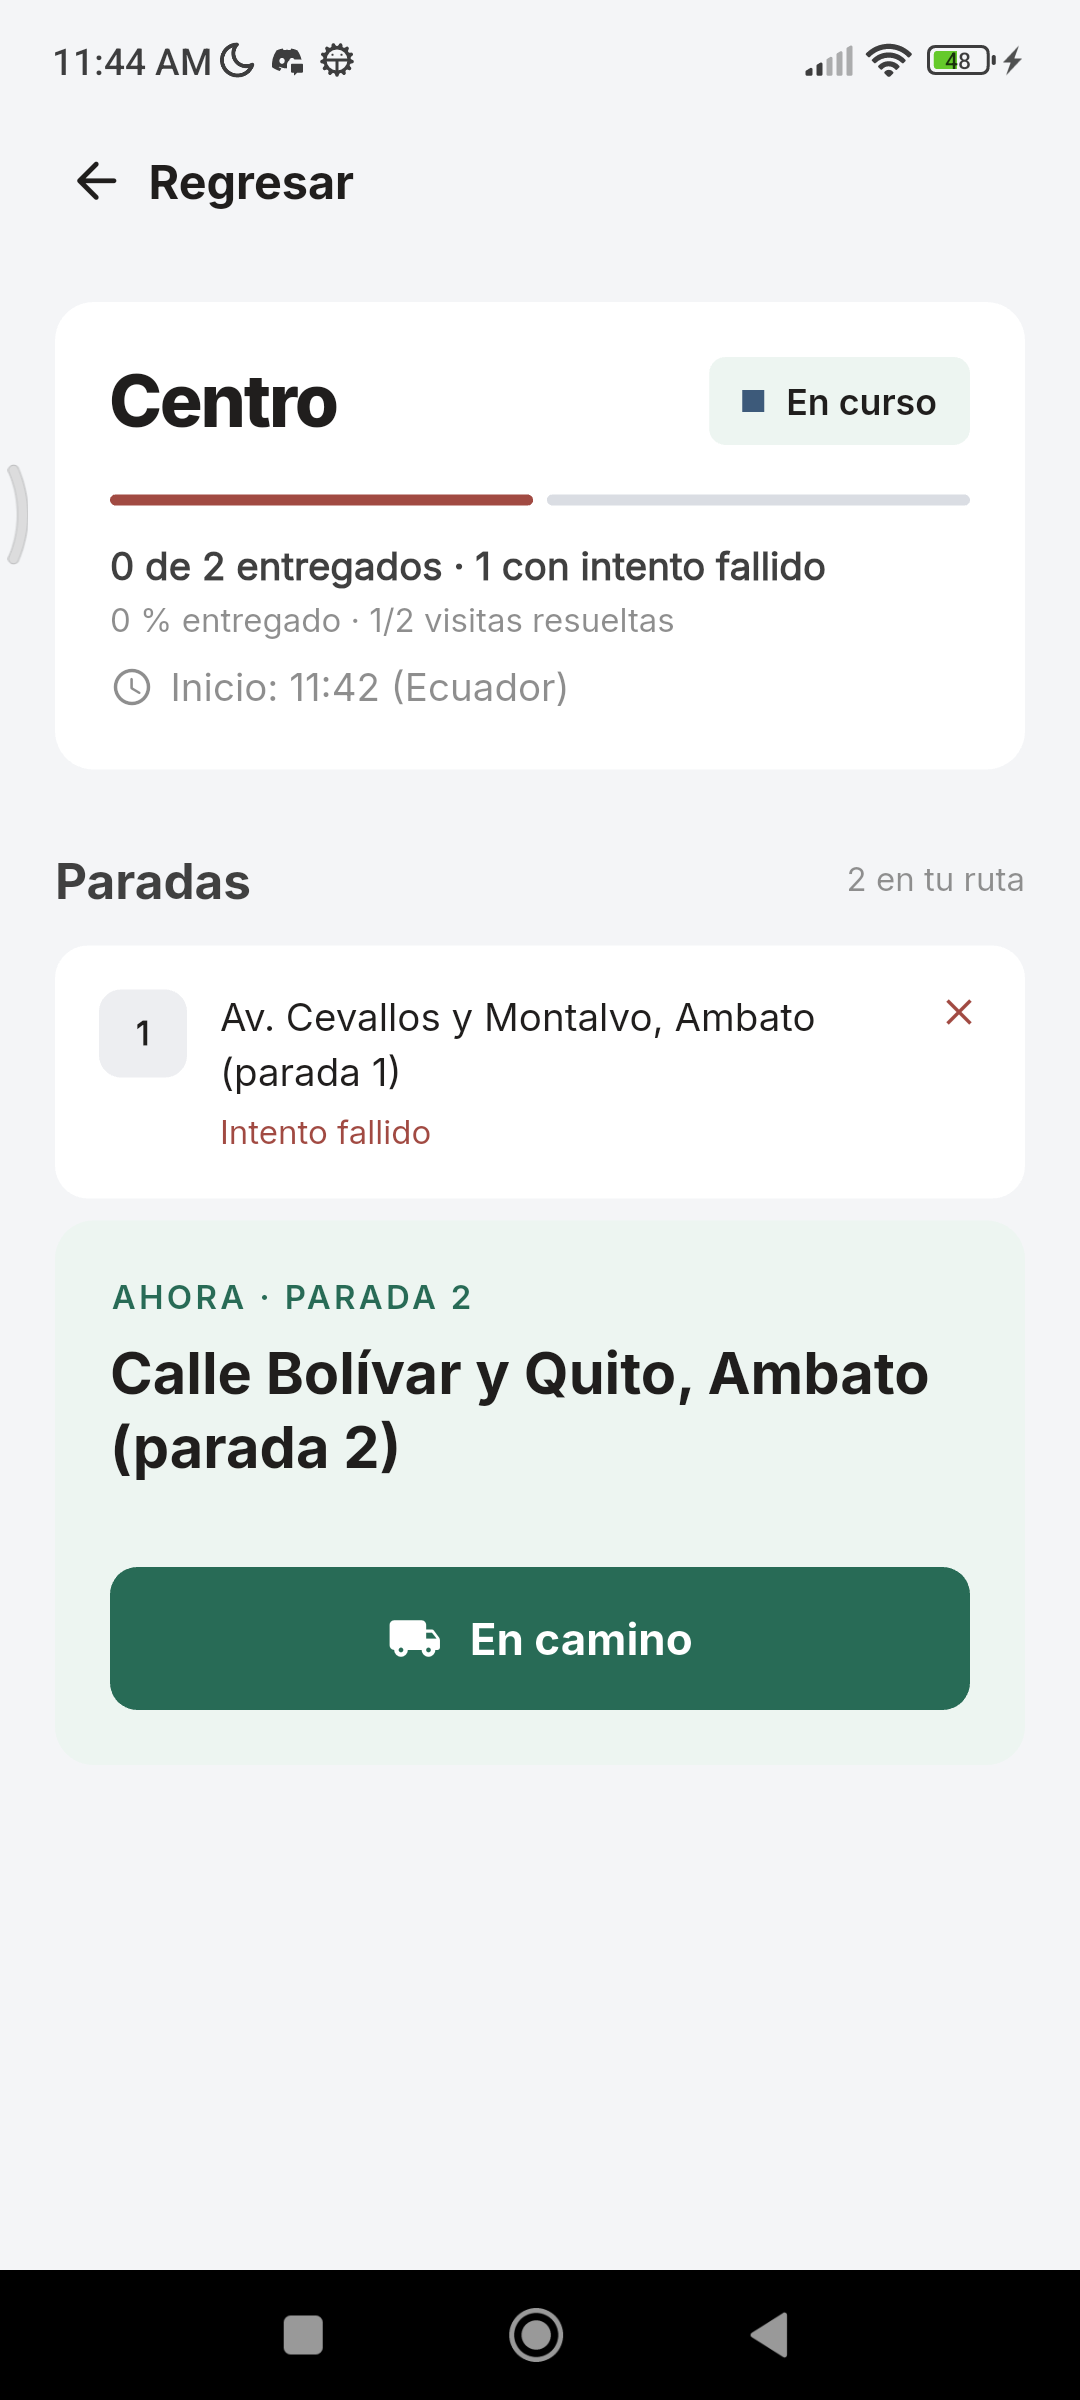 11:44 AM
48
Regresar
Centro
En curso
0 de 2 entregados · 1 con intento fallido
0 % entregado · 1/2 visitas resueltas
Inicio: 11:42 (Ecuador)
Paradas
2 en tu ruta
1
Av. Cevallos y Montalvo, Ambato
(parada 1)
Intento fallido
AHORA · PARADA 2
Calle Bolívar y Quito, Ambato
(parada 2)
En camino